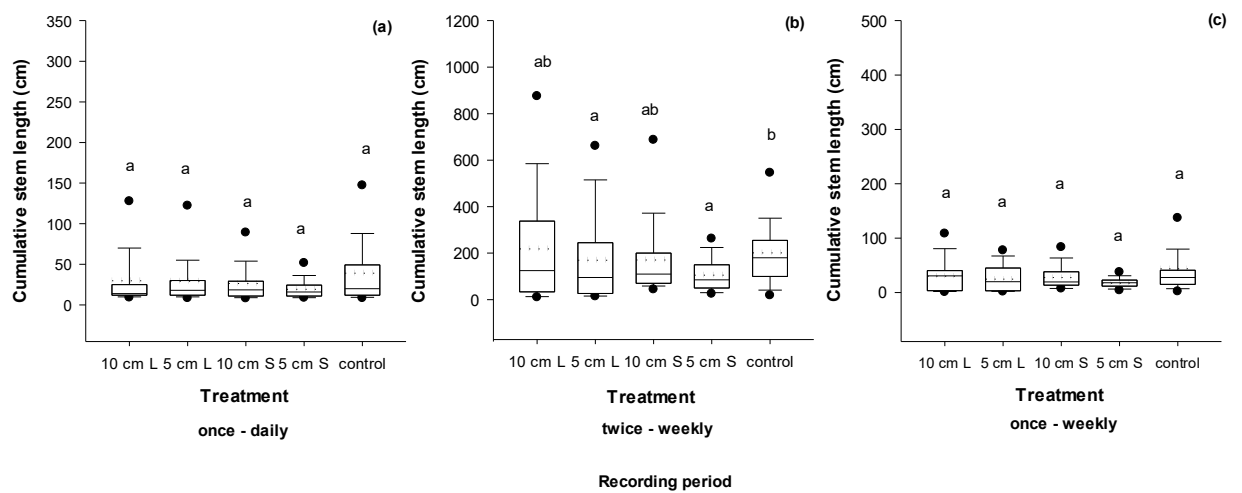 (a)
350
300
250
200
150
100
50
0
Cumulative stem length (cm)
a
a
a
a
a
10 cm L 5 cm L 10 cm S 5 cm S control
Treatment
once - daily
(b)
1200
1000
800
600
400
200
0
Cumulative stem length (cm)
ab
a
ab
a
b
10 cm L 5 cm L 10 cm S 5 cm S control
Treatment
twice - weekly
(c)
500
400
300
200
100
0
Cumulative stem length (cm)
a
a
a
a
a
10 cm L 5 cm L 10 cm S 5 cm S control
Treatment
once - weekly
Recording period